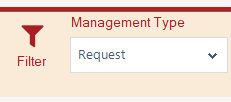 Management Type
Filter
Request